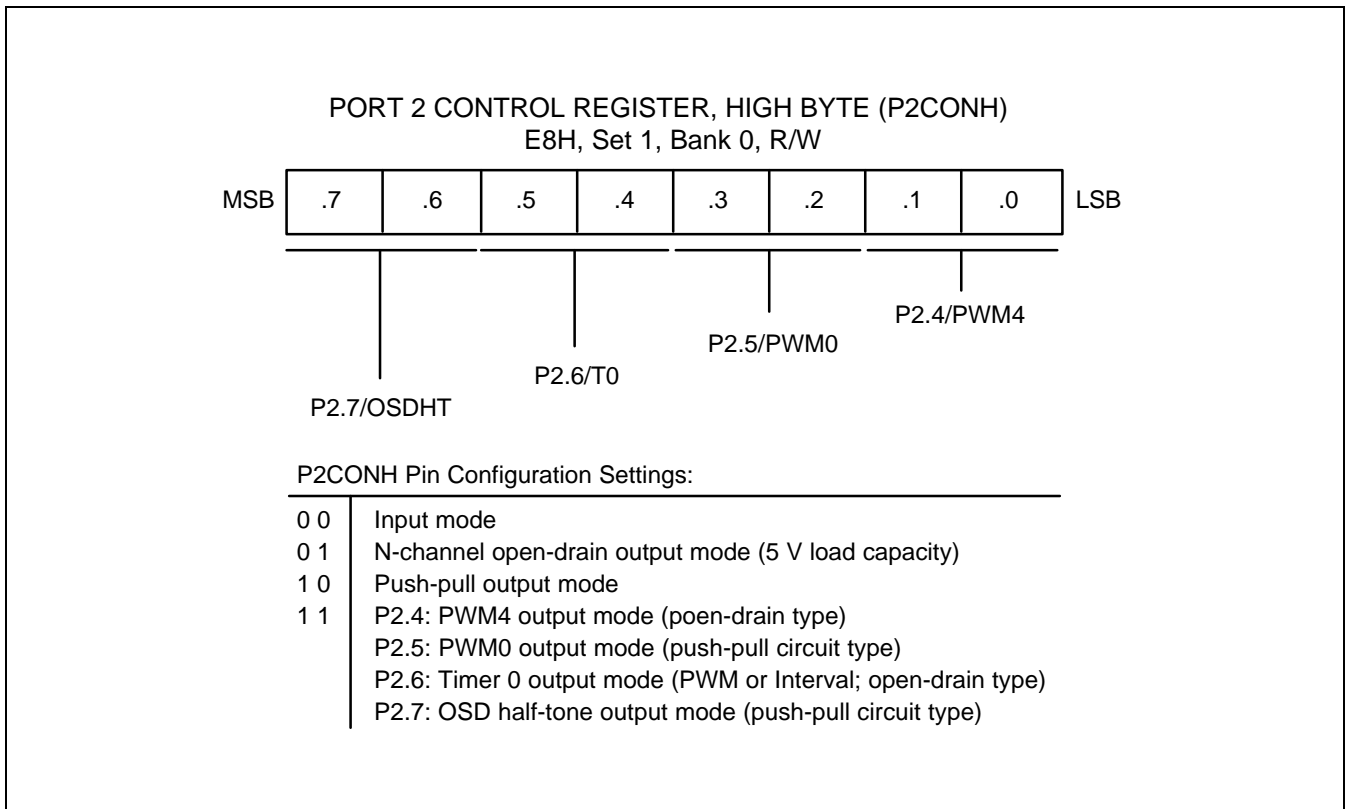 PORT 2 CONTROL REGISTER, HIGH BYTE (P2CONH)
E8H, Set 1, Bank 0, R/W
MSB .7 .6 .5 .4 .3 .2 .1 .0 LSB
P2.4/PWM4
P2.5/PWM0
P2.6/T0
P2.7/OSDHT
P2CONH Pin Configuration Settings:
0 0 Input mode
0 1 N-channel open-drain output mode (5 V load capacity)
1 0 Push-pull output mode
1 1 P2.4: PWM4 output mode (poen-drain type)
P2.5: PWM0 output mode (push-pull circuit type)
P2.6: Timer 0 output mode (PWM or Interval; open-drain type)
P2.7: OSD half-tone output mode (push-pull circuit type)